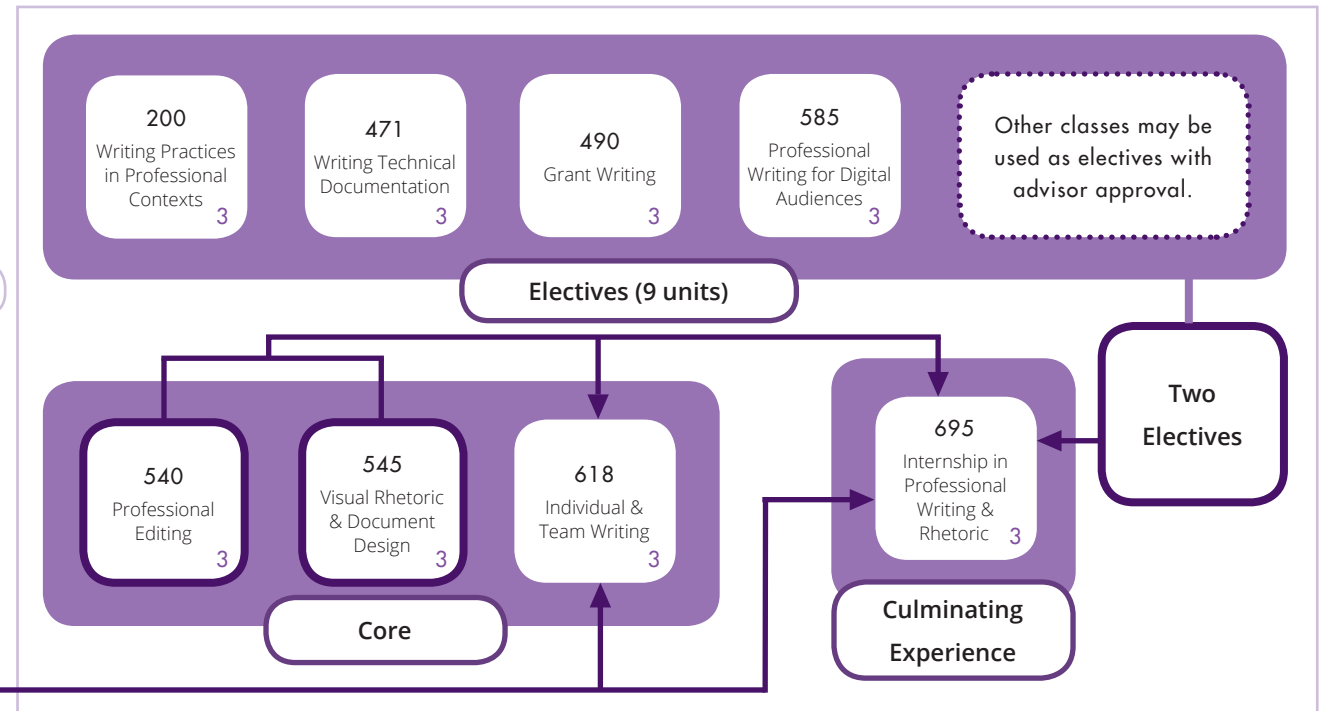 200
Writing Practices
in Professional
Contexts
3
471
Writing Technical
Documentation
3
490
Grant Writing
3
585
Professional
Writing for Digital
Audiences
3
Other classes may be
used as electives with
advisor approval.
Electives (9 units)
Two
Electives
540
Professional
Editing
3
545
Visual Rhetoric
& Document
Design
3
618
Individual &
Team Writing
3
Core
695
Internship in
Professional
Writing &
Rhetoric
3
Culminating
Experience